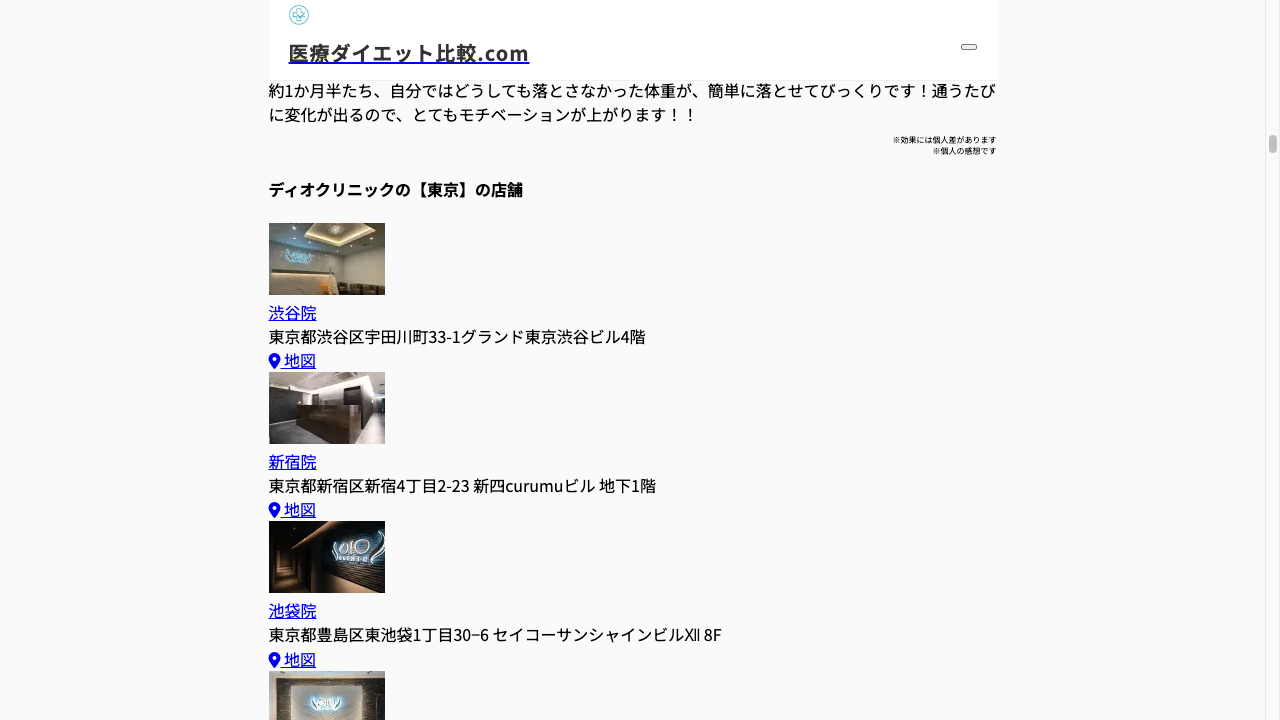 医療ダイエット比較.com
約1か月半たち、自分ではどうしても落とさなかった体重が、簡単に落とせてびっくりです！通うたび
に変化が出るので、とてもモチベーションが上がります！！
※効果には個人差があります
※個人の感想です
ディオクリニックの【東京】の店舗
渋谷院
東京都渋谷区宇田川町33-1グランド東京渋谷ビル4階
地図
新宿院
東京都新宿区新宿4丁目2-23 新四curumuビル 地下1階
地図
池袋院
東京都豊島区東池袋1丁目30−6 セイコーサンシャインビルⅫ 8F
地図